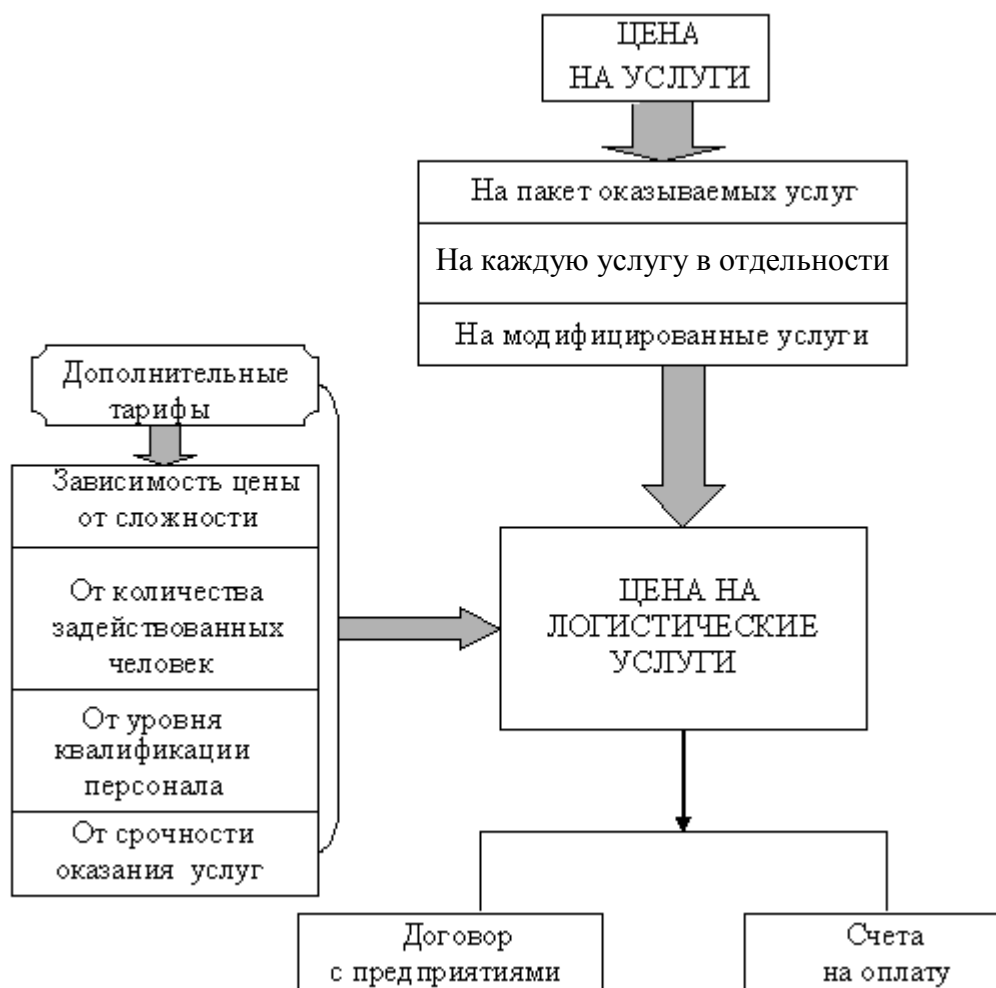 ЦЕНА
НА УСЛУГИ
На пакет оказываемых услуг
На каждую услугу в отдельности
На модифицированные услуги
Дополнительные
тарифы
Зависимость цены
от сложности
От количества
задействованных
человек
От уровня
квалификации
персонала
От срочности
оказания услуг
ЦЕНА НА
ЛОГИСТИЧЕСКИЕ
УСЛУГИ
Договор
с предприятиями
Счета
на оплату